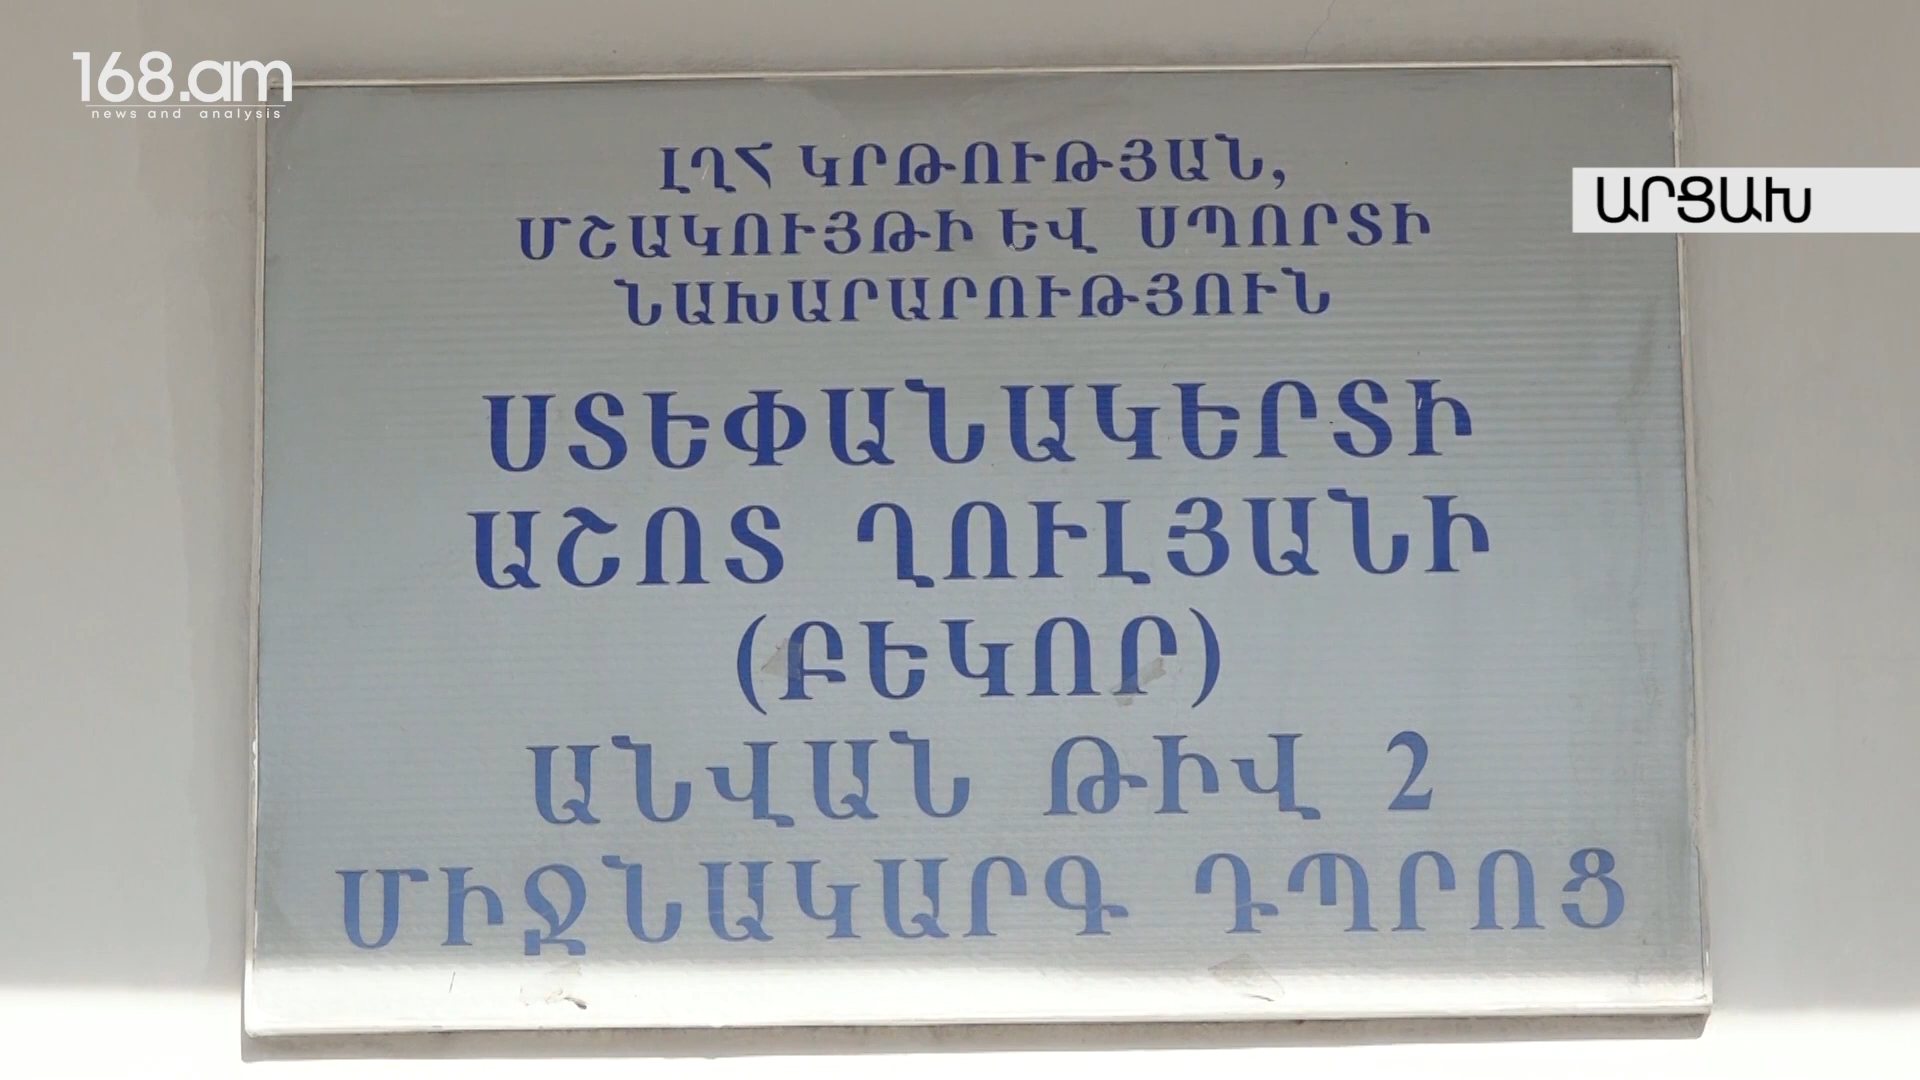 168.am
news and analysis
ԱՐՑԱԽ
ԼՂՀ ԿՐԹՈՒԹՅԱՆ,
ՄՇԱԿՈՒՅԹԻ ԵՎ ՍՊՈՐՏԻ
ՆԱԽԱՐԱՐՈՒԹՅՈՒՆ
ՍՏԵՓԱՆԱԿԵՐՏԻ
ԱՇՈՏ ՂՈՒԼՅԱՆԻ
(ԲԵԿՈՐ)
ԱՆՎԱՆ ԹԻՎ 2
ՄԻՋՆԱԿԱՐԳ ԴՊՐՈՑ